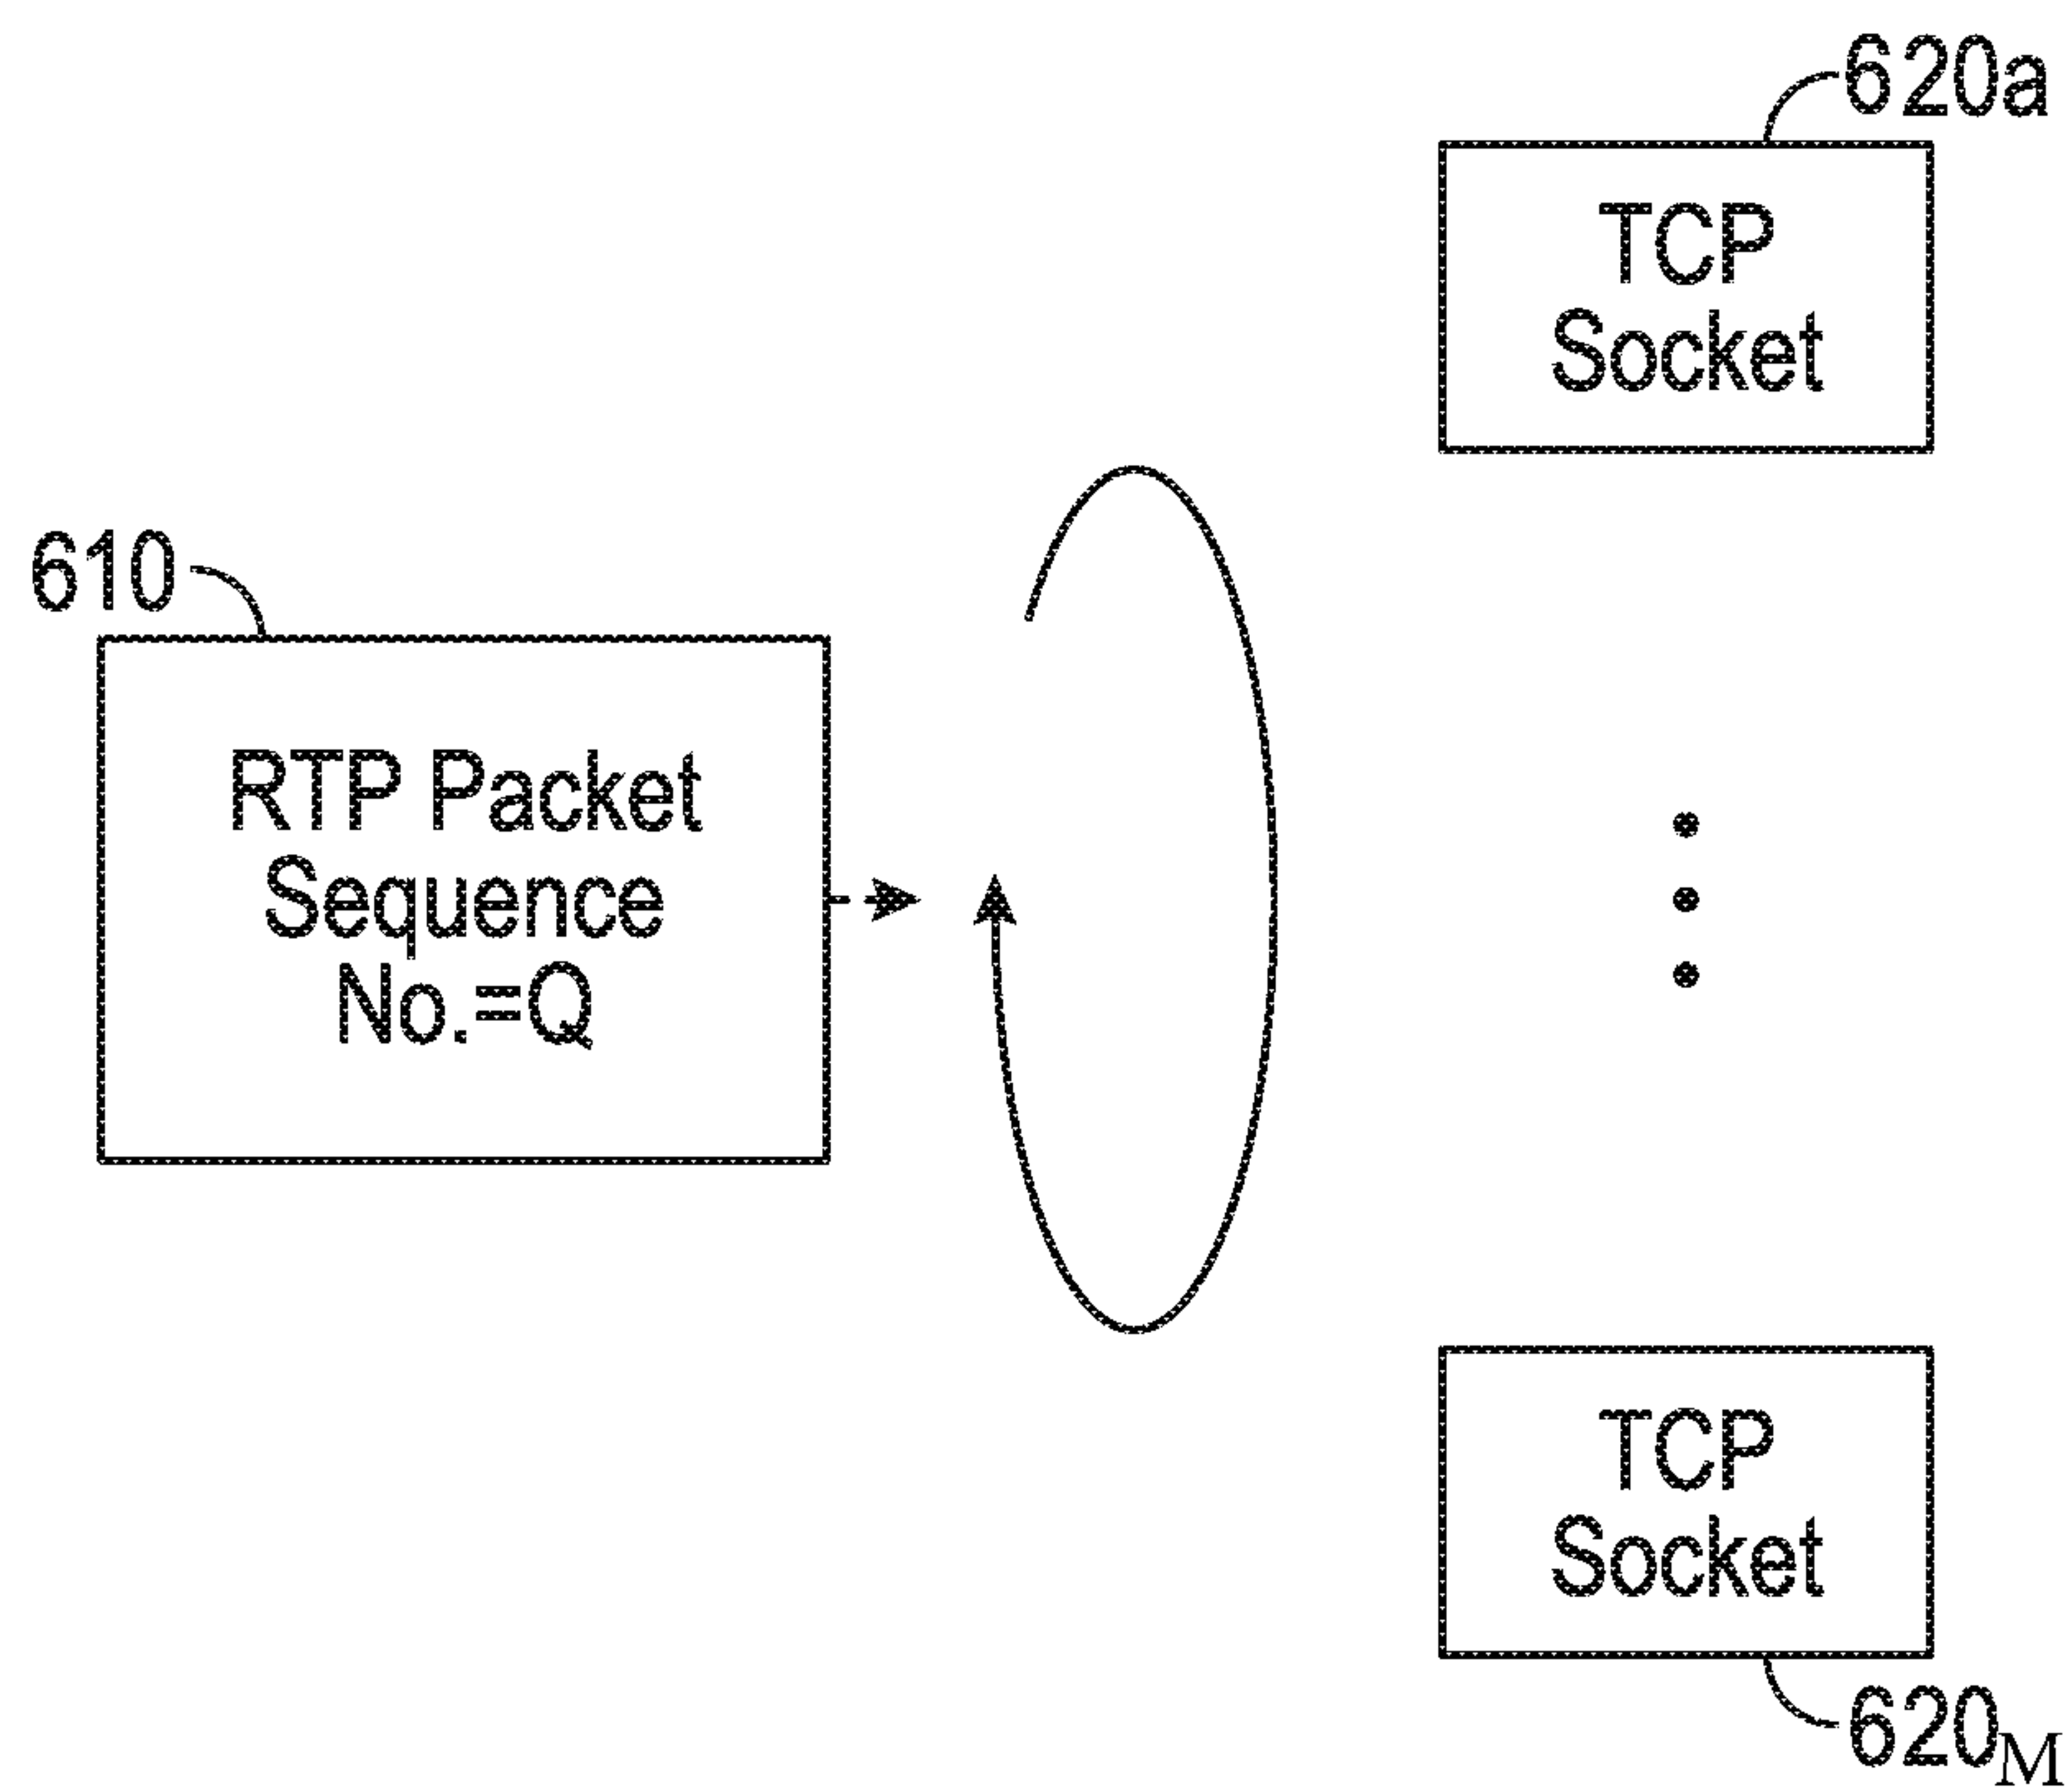 620a
TCP
Socket
610
RTP Packet
Sequence
No.=Q
TCP
Socket
620M